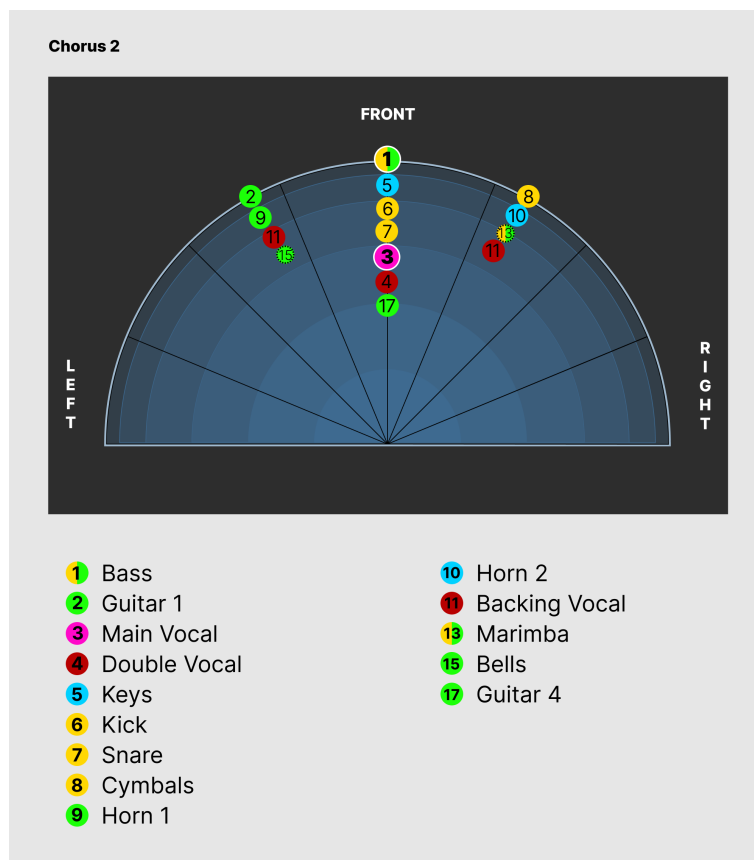 Chorus 2
FRONT
1
2
5
8
9
6
10
11
7
13
15
3
11
4
17
LEFT
RIGHT
1 Bass
2 Guitar 1
3 Main Vocal
4 Double Vocal
5 Keys
6 Kick
7 Snare
8 Cymbals
9 Horn 1
10 Horn 2
11 Backing Vocal
13 Marimba
15 Bells
17 Guitar 4